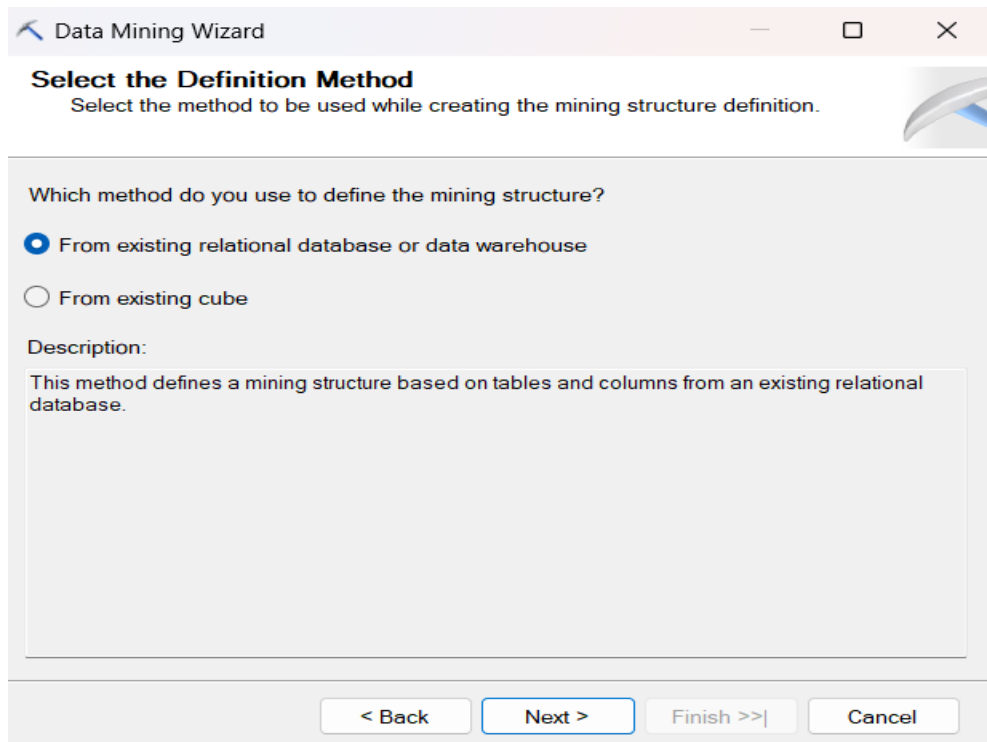 Data Mining Wizard
Select the Definition Method
Select the method to be used while creating the mining structure definition.
Which method do you use to define the mining structure?
From existing relational database or data warehouse
From existing cube
Description:
This method defines a mining structure based on tables and columns from an existing relational
database.
< Back Next > Finish >>| Cancel